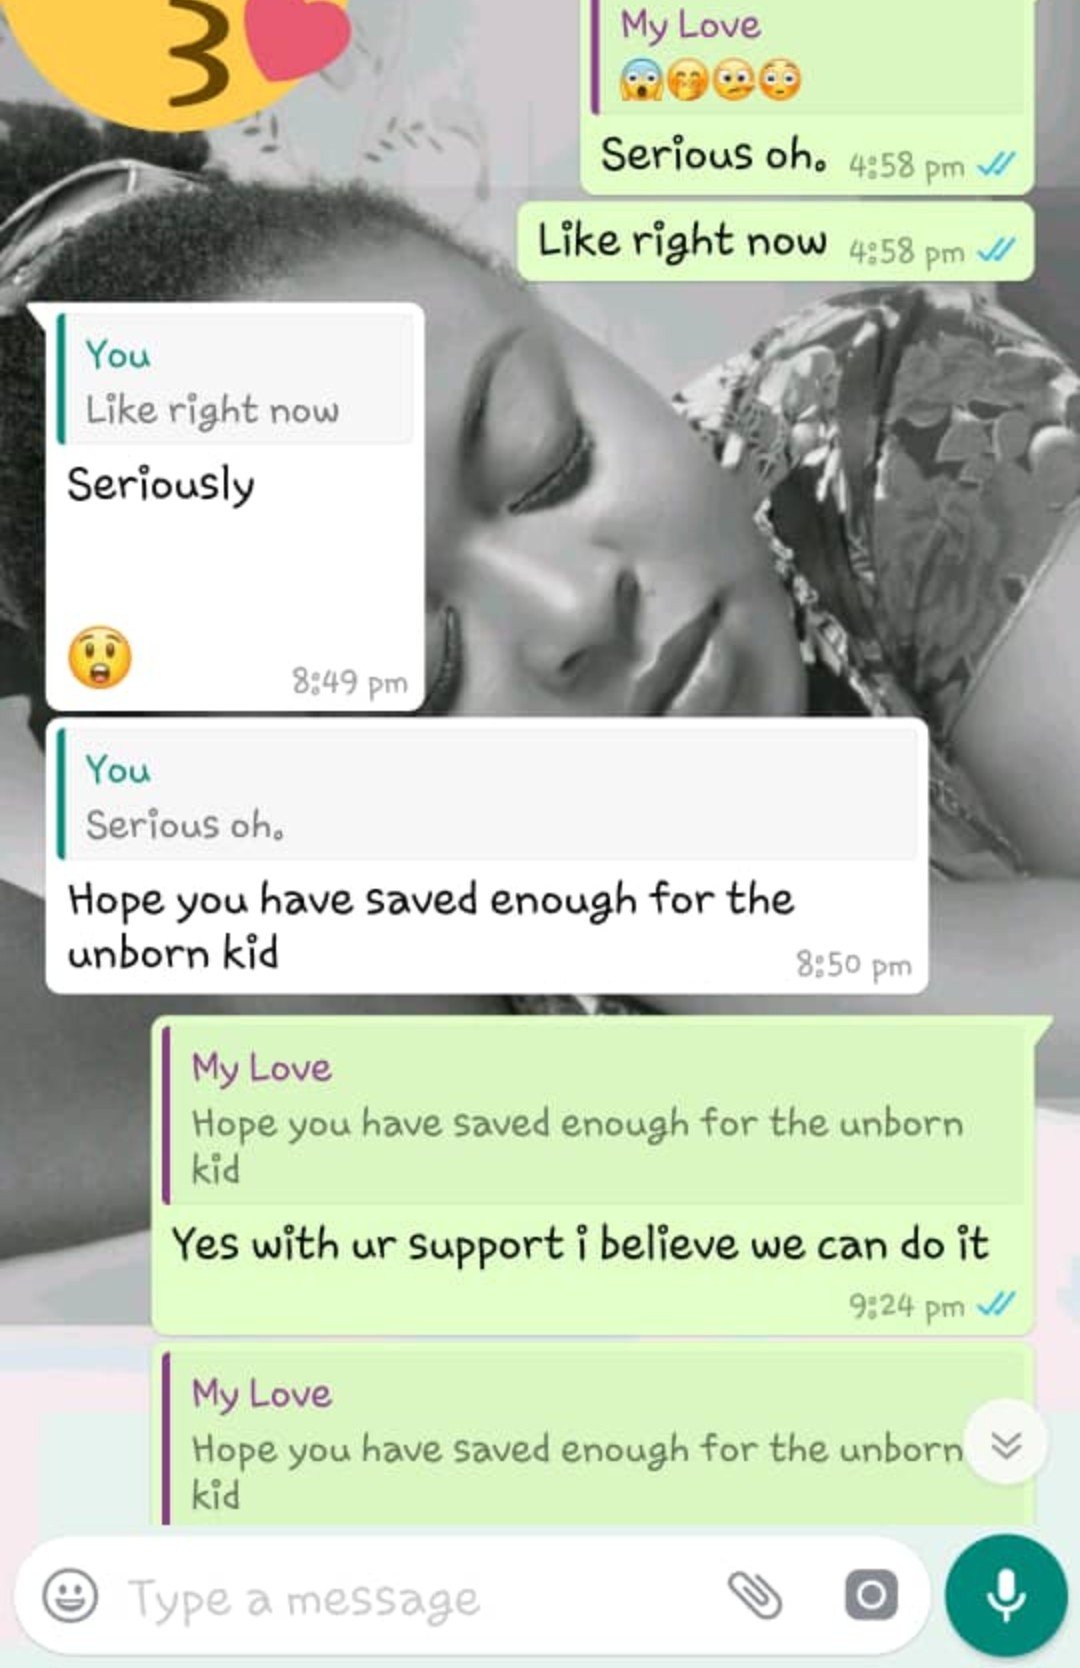 My Love
😱🤭🤕😳
Serious oh. 4:58 pm
Like right now 4:58 pm
You
Like right now
Seriously
😲
8:49 pm
You
Serious oh.
Hope you have saved enough for the
unborn kid 8:50 pm
My Love
Hope you have saved enough for the unborn
kid
Yes with ur support i believe we can do it
9:24 pm
My Love
Hope you have saved enough for the unborn
kid
Type a message